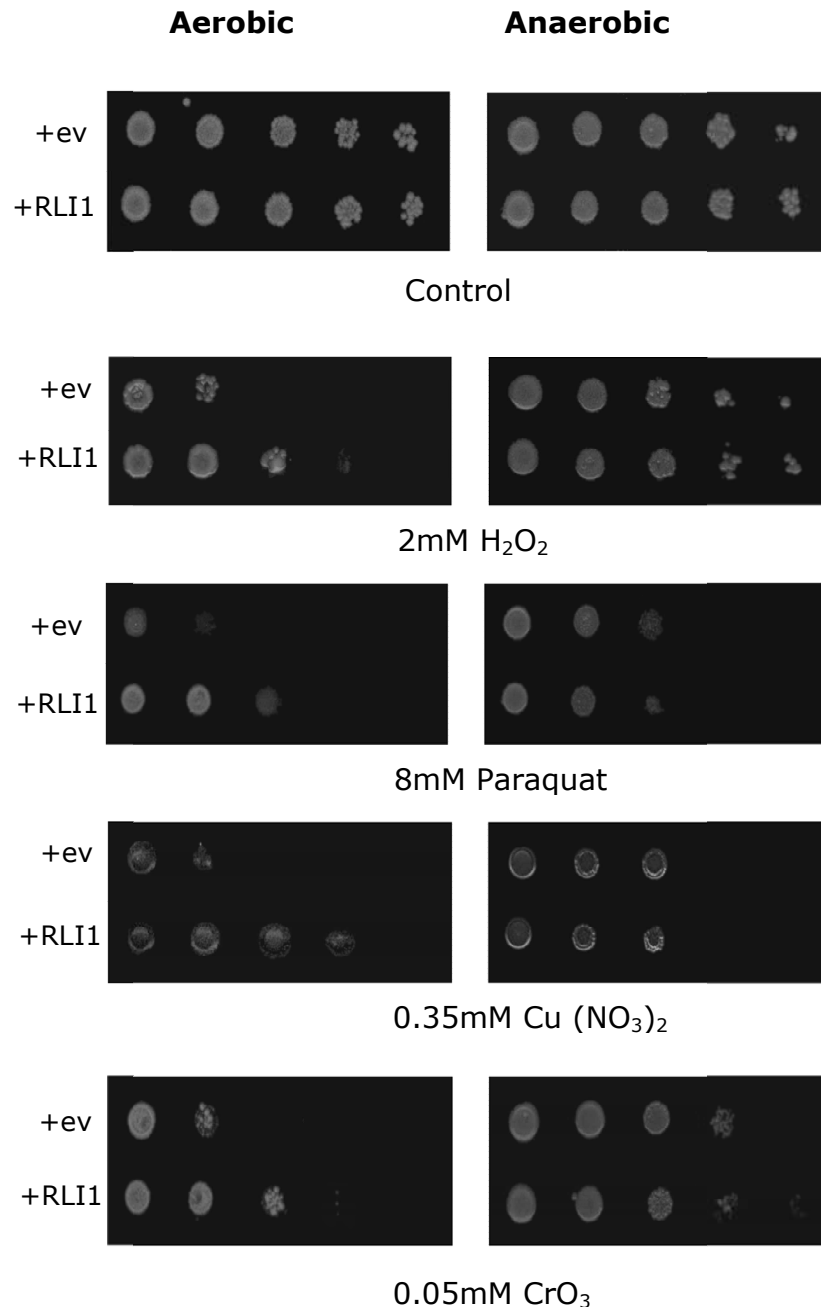 Aerobic Anaerobic
+ev
+RLI1
Control
+ev
+RLI1
2mM H₂O₂
+ev
+RLI1
8mM Paraquat
+ev
+RLI1
0.35mM Cu (NO₃)₂
+ev
+RLI1
0.05mM CrO₃